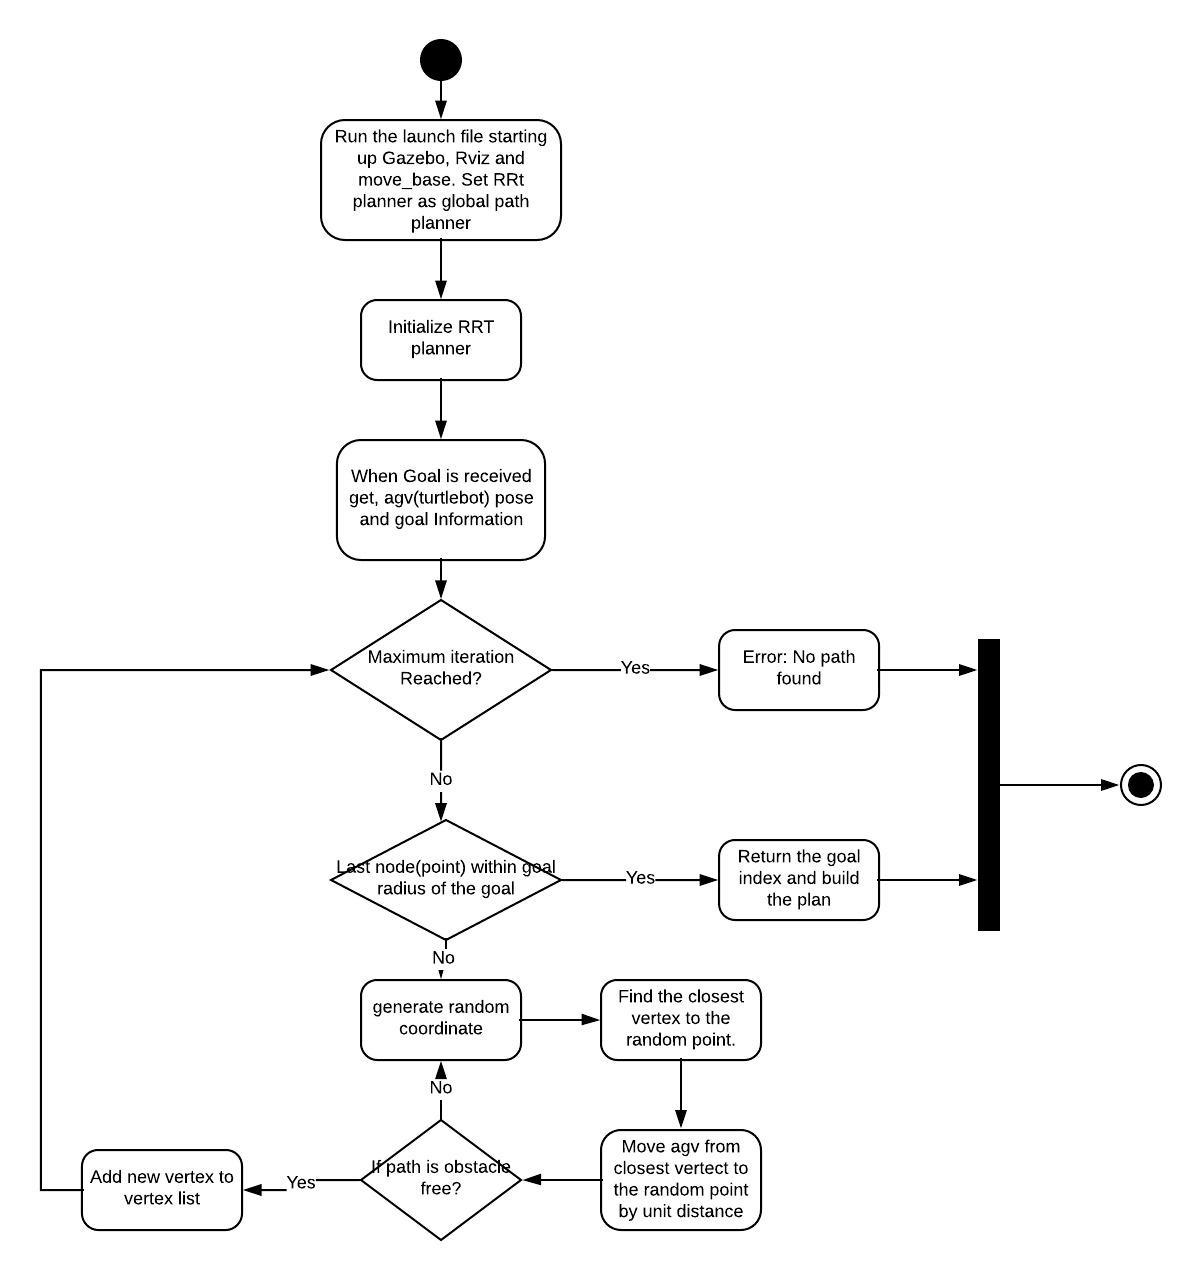 Run the launch file starting
up Gazebo, Rviz and
move_base. Set RRt
planner as global path
planner
Initialize RRT
planner
When Goal is received
get, agv(turtlebot) pose
and goal Information
Maximum iteration
Reached?
Yes
Error: No path
found
No
Last node(point) within goal
radius of the goal
Yes
Return the goal
index and build
the plan
No
generate random
coordinate
Find the closest
vertex to the
random point.
Move agv from
closest vertect to
the random point
by unit distance
No
If path is obstacle
free?
Yes
Add new vertex to
vertex list